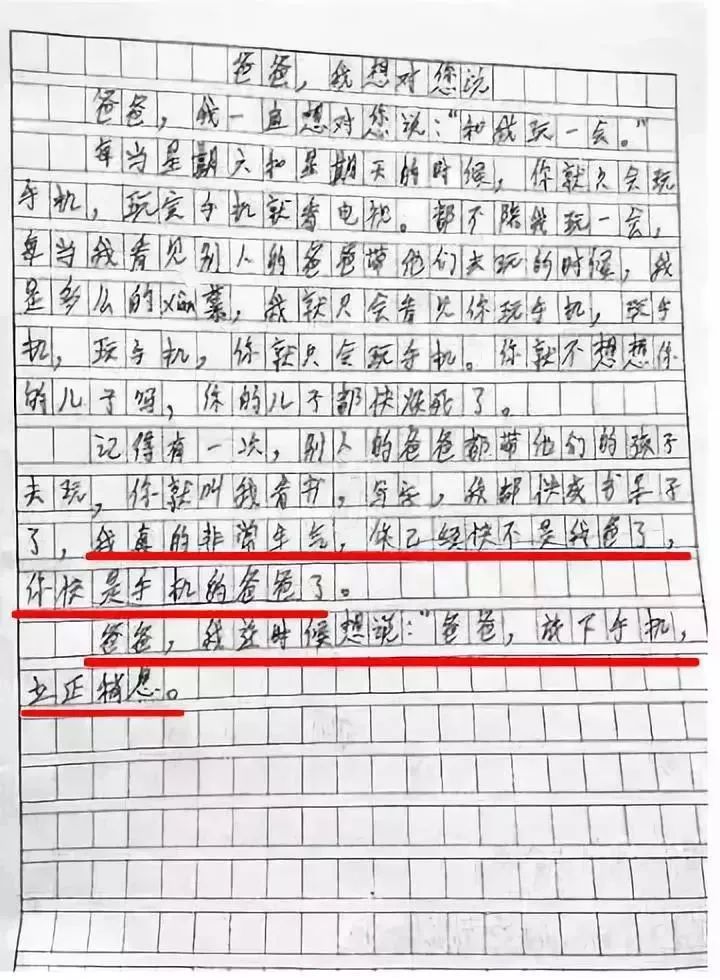 爸爸，我想对您说
爸爸，我一直想对您说："和我玩一会。"
每当星期六和星期天的时候，你就只会玩
手机，玩完手机就看电视。都不陪我玩一会，
每当我看见别人的爸爸带他们去玩的时候，我
是多么的xian慕，我就只会看见你玩手机，玩手
机，玩手机，你就只会玩手机。你就不想想你
的儿子吗，你的儿子都快烦死了。
记得有一次，别人的爸爸都带他们的孩子
去玩，你就叫我看书，写字，我都快成书呆子
了，我真的非常生气，你已经快不是我爸了，
你快是手机的爸爸了。
爸爸，我这时候想说："爸爸，放下手机，
立正稍息。